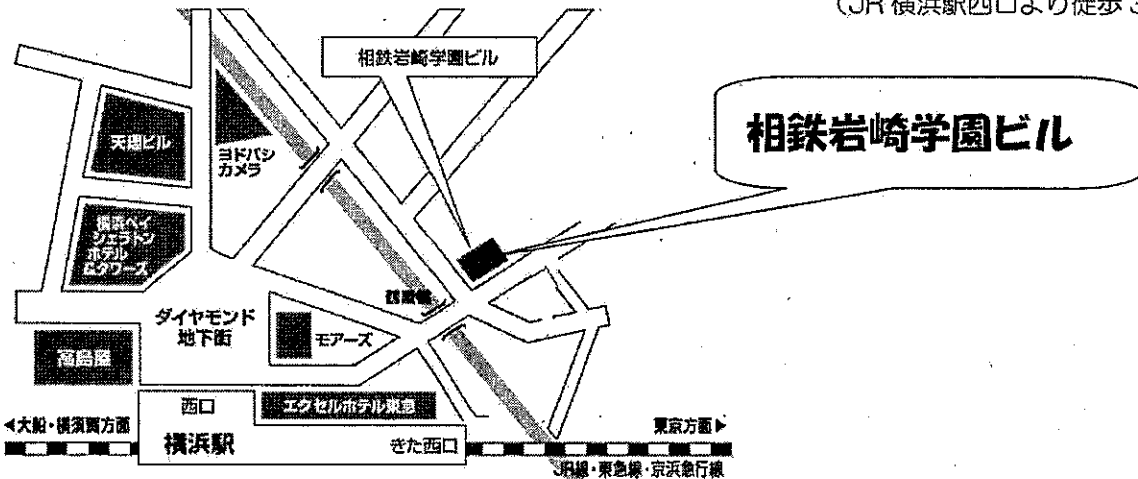 (JR 横浜駅西口より徒歩 3
相鉄岩崎学園ビル
相鉄岩崎学園ビル
天理ビル
ヨドバシ
カメラ
横浜ベイ
シェラトン
ホテル
&タワーズ
ダイヤモンド
地下街
モアーズ
高島屋
西口
エクセルホテル東急
◀大船・横須賀方面
横浜駅
きた西口
東京方面▶
JR線・東急線・京浜急行線